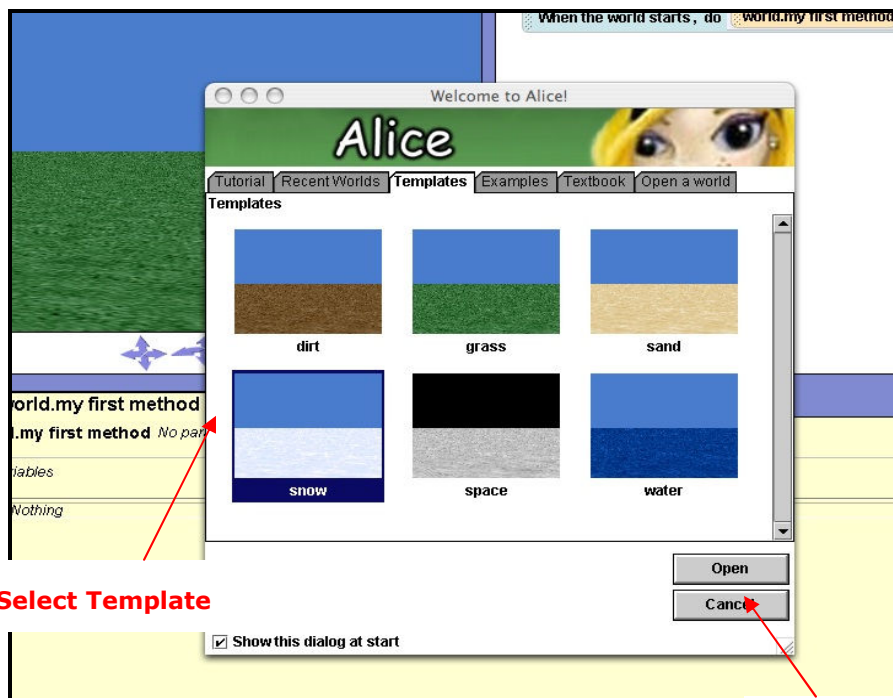 When the world starts, do world.my first method
Welcome to Alice!
Alice
Tutorial Recent Worlds Templates Examples Textbook Open a world
Templates
dirt grass sand
world.my first method
.my first method No par
snow space water
Nothing
Open
Select Template
Cancel
Show this dialog at start